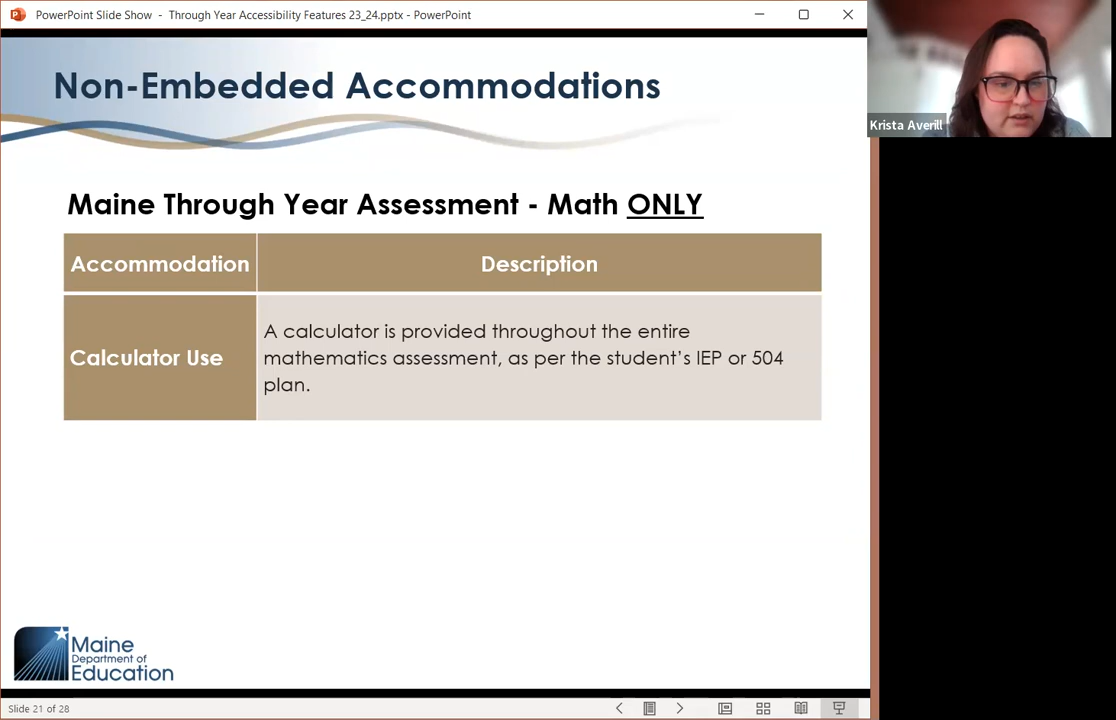 PowerPoint Slide Show - Through Year Accessibility Features 23_24.pptx - PowerPoint
Krista Averill
Non-Embedded Accommodations
Maine Through Year Assessment - Math ONLY
Accommodation Description
Calculator Use
A calculator is provided throughout the entire
mathematics assessment, as per the student’s IEP or 504
plan.
Maine
Department of
Education
Slide 21 of 28